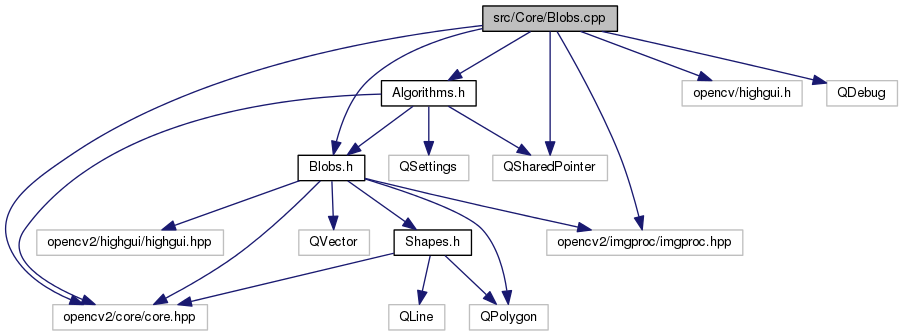 src/Core/Blobs.cpp
Algorithms.h
opencv/highgui.h
QDebug
Blobs.h
QSettings
QSharedPointer
opencv2/highgui/highgui.hpp
QVector
Shapes.h
opencv2/imgproc/imgproc.hpp
opencv2/core/core.hpp
QLine
QPolygon